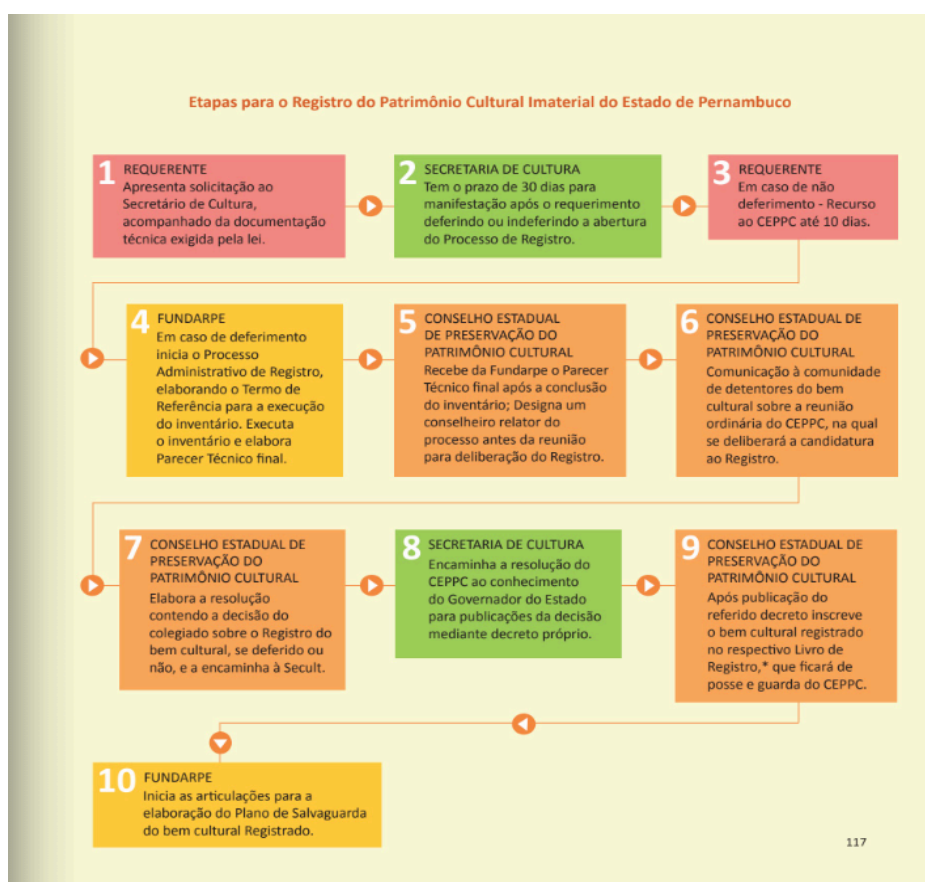 Etapas para o Registro do Patrimônio Cultural Imaterial do Estado de Pernambuco
1 REQUERENTE
Apresenta solicitação ao
Secretário de Cultura,
acompanhado da documentação
técnica exigida pela lei.
2 SECRETARIA DE CULTURA
Tem o prazo de 30 dias para
manifestação após o requerimento
deferindo ou indeferindo a abertura
do Processo de Registro.
3 REQUERENTE
Em caso de não
deferimento - Recurso
ao CEPPC até 10 dias.
4 FUNDARPE
Em caso de deferimento
inicia o Processo
Administrativo de Registro,
elaborando o Termo de
Referência para a execução
do inventário. Executa
o inventário e elabora
Parecer Técnico final.
5 CONSELHO ESTADUAL
DE PRESERVAÇÃO DO
PATRIMÔNIO CULTURAL
Recebe da Fundarpe o Parecer
Técnico final após a conclusão
do inventário; Designa um
conselheiro relator do
processo antes da reunião
para deliberação do Registro.
6 CONSELHO ESTADUAL DE
PRESERVAÇÃO DO
PATRIMÔNIO CULTURAL
Comunicação à comunidade
de detentores do bem
cultural sobre a reunião
ordinária do CEPPC, na qual
se deliberará a candidatura
ao Registro.
7 CONSELHO ESTADUAL DE
PRESERVAÇÃO DO
PATRIMÔNIO CULTURAL
Elabora a resolução
contendo a decisão do
colegiado sobre o Registro do
bem cultural, se deferido ou
não, e a encaminha à Secult.
8 SECRETARIA DE CULTURA
Encaminha a resolução do
CEPPC ao conhecimento
do Governador do Estado
para publicações da decisão
mediante decreto próprio.
9 CONSELHO ESTADUAL DE
PRESERVAÇÃO DO
PATRIMÔNIO CULTURAL
Após publicação do
referido decreto inscreve
o bem cultural registrado
no respectivo Livro de
Registro,* que ficará de
posse e guarda do CEPPC.
10 FUNDARPE
Inicia as articulações para a
elaboração do Plano de Salvaguarda
do bem cultural Registrado.
117